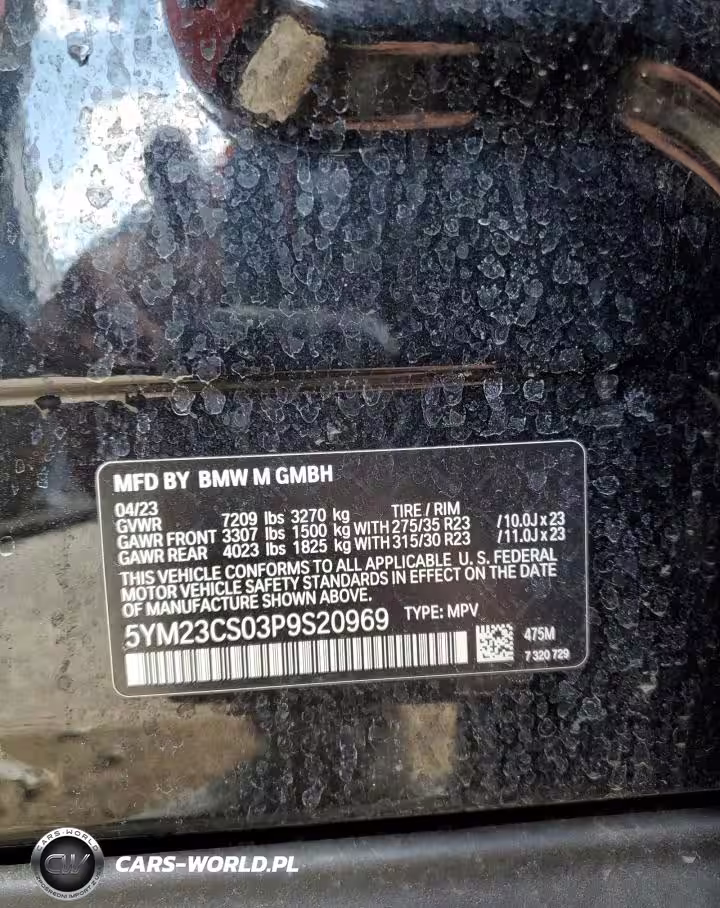 MFD BY BMW M GMBH
04/23 TIRE / RIM
GVWR 7209 lbs 3270 kg
GAWR FRONT 3307 lbs 1500 kg WITH 275/35 R23 /10.0J x 23
GAWR REAR 4023 lbs 1825 kg WITH 315/30 R23 /11.0J x 23
THIS VEHICLE CONFORMS TO ALL APPLICABLE U. S. FEDERAL
MOTOR VEHICLE SAFETY STANDARDS IN EFFECT ON THE DATE
OF MANUFACTURE SHOWN ABOVE.
5YM23CS03P9S20969 TYPE: MPV
475M
7 320 729
CARS-WORLD
CW
CARS-WORLD.PL